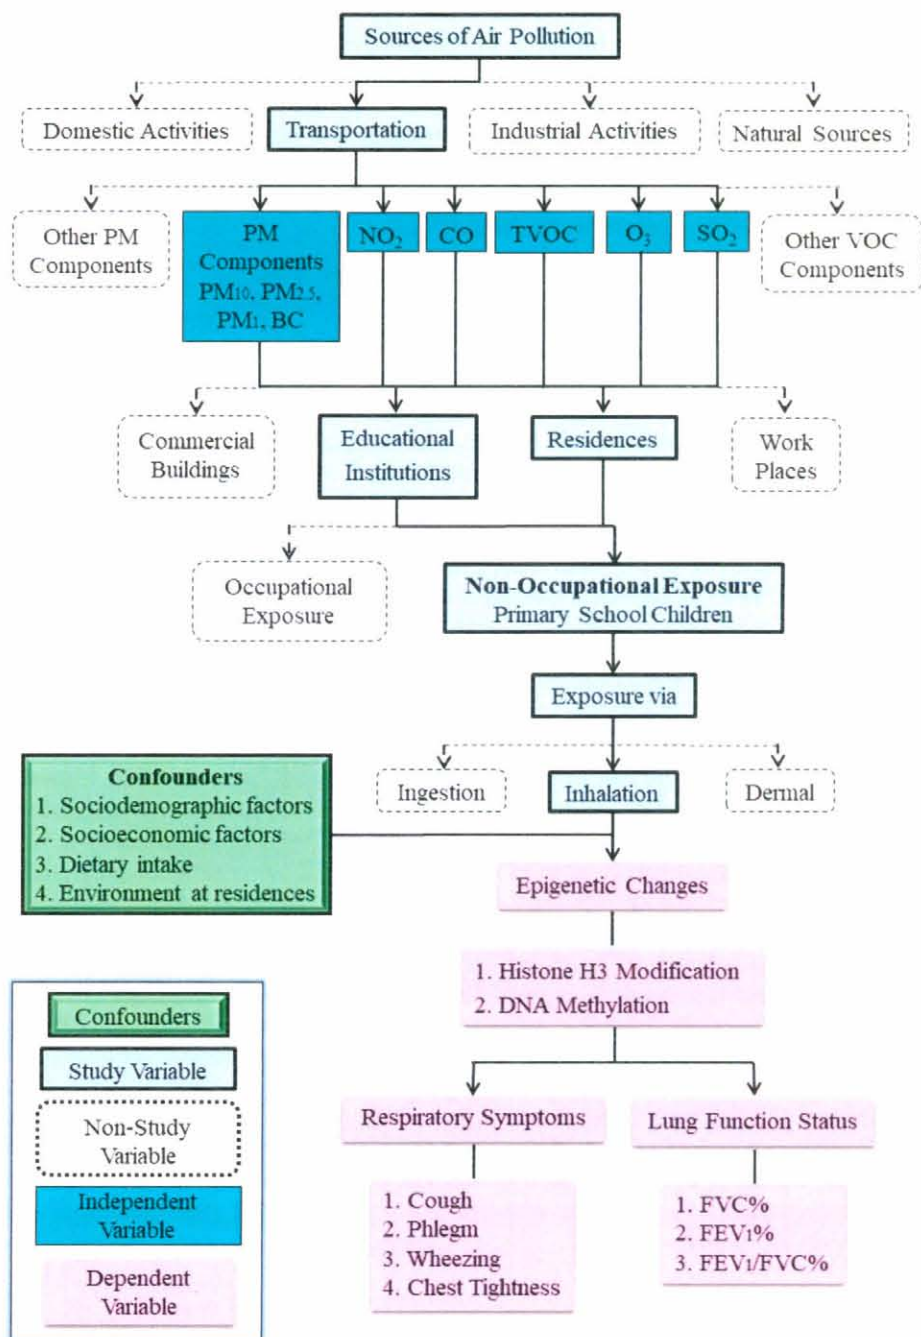 Sources of Air Pollution
Domestic Activities
Transportation
Industrial Activities
Natural Sources
Other PM
Components
PM
Components
PM10, PM2.5,
PM1, BC
NO2
CO
TVOC
O3
SO2
Other VOC
Components
Commercial
Buildings
Educational
Institutions
Residences
Work
Places
Occupational
Exposure
Non-Occupational Exposure
Primary School Children
Exposure via
Ingestion
Inhalation
Dermal
Confounders
1. Sociodemographic factors
2. Socioeconomic factors
3. Dietary intake
4. Environment at residences
Epigenetic Changes
1. Histone H3 Modification
2. DNA Methylation
Respiratory Symptoms
Lung Function Status
1. Cough
2. Phlegm
3. Wheezing
4. Chest Tightness
1. FVC%
2. FEV1%
3. FEV1/FVC%
Confounders
Study Variable
Non-Study
Variable
Independent
Variable
Dependent
Variable